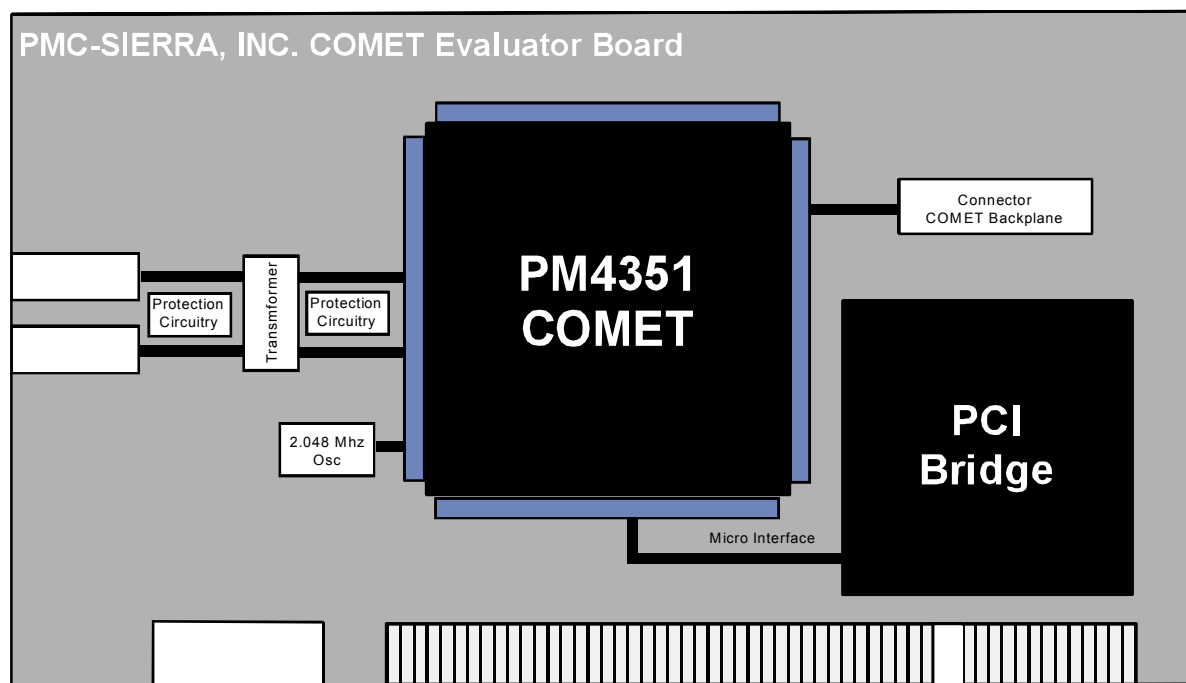 PMC-SIERRA, INC. COMET Evaluator Board
Connector
COMET Backplane
PM4351
COMET
Protection
Circuitry
Transmformer
Protection
Circuitry
2.048 Mhz
Osc
PCI
Bridge
Micro Interface